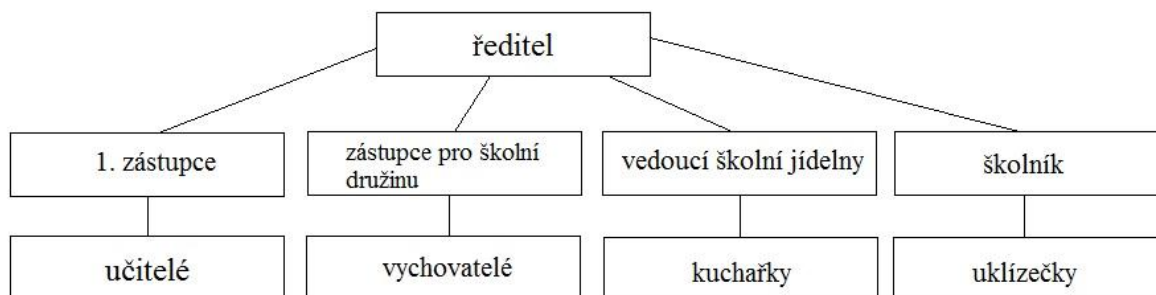 ředitel
1. zástupce
zástupce pro školní
družinu
vedoucí školní jídelny
školník
učitelé
vychovatelé
kuchařky
uklízečky